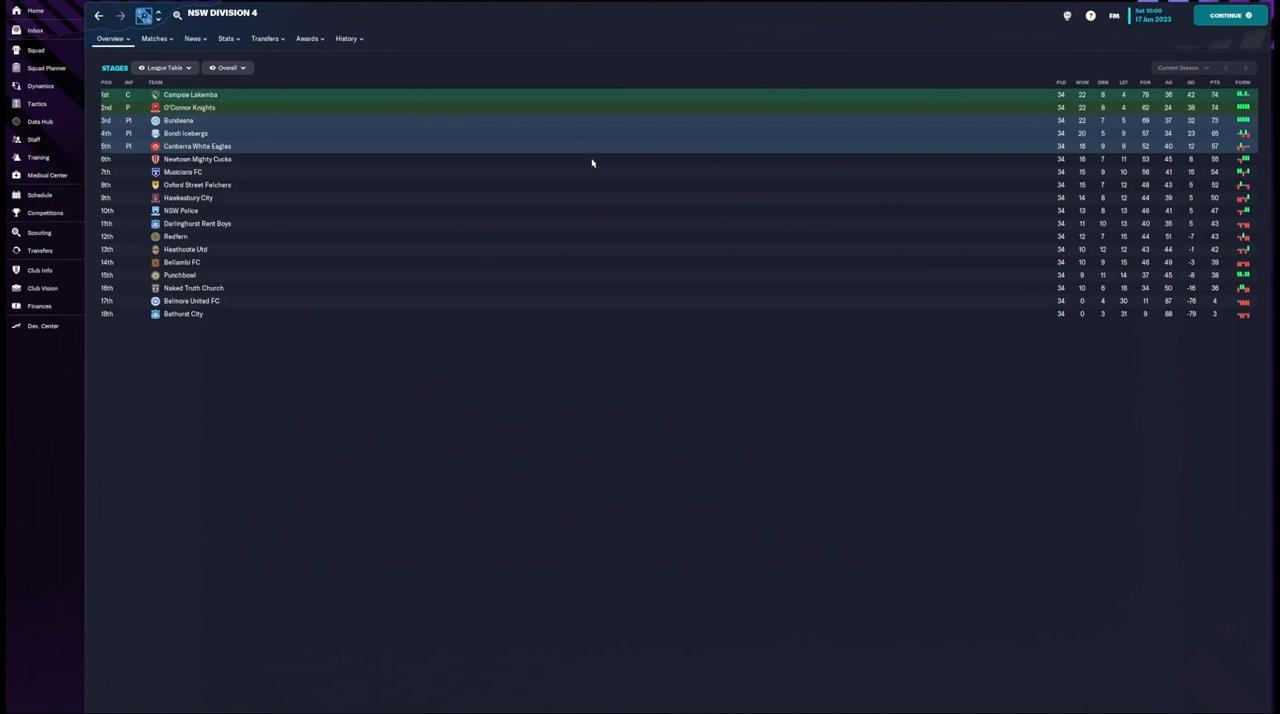 Home
NSW DIVISION 4
FM
Sat 10:00
17 Jun 2023
CONTINUE
Inbox
Overview Matches News Stats Transfers Awards History
Squad
Squad Planner
Dynamics
Tactics
Data Hub
Staff
Training
Medical Center
Schedule
Competitions
Scouting
Transfers
Club Info
Club Vision
Finances
Dev. Center
STAGES League Table Overall Current Season
POS INF TEAM PLD WON DRN LST FOR AG GD PTS FORM
1st C Campsie Lakemba 34 22 8 4 78 36 42 74
2nd P O'Connor Knights 34 22 8 4 62 24 38 74
3rd Pl Bundeena 34 22 7 5 69 37 32 73
4th Pl Bondi Icebergs 34 20 5 9 57 34 23 65
5th Pl Canberra White Eagles 34 16 9 9 52 40 12 57
6th Newtown Mighty Cucks 34 16 7 11 53 45 8 55
7th Musicians FC 34 15 9 10 56 41 15 54
8th Oxford Street Felchers 34 15 7 12 48 43 5 52
9th Hawkesbury City 34 14 8 12 44 39 5 50
10th NSW Police 34 13 8 13 46 41 5 47
11th Darlinghurst Rent Boys 34 11 10 13 40 35 5 43
12th Redfern 34 12 7 15 44 51 -7 43
13th Heathcote Utd 34 10 12 12 43 44 -1 42
14th Bellambi FC 34 10 9 15 46 49 -3 39
15th Punchbowl 34 9 11 14 37 45 -8 38
16th Naked Truth Church 34 10 6 18 34 50 -16 36
17th Belmore United FC 34 0 4 30 11 87 -76 4
18th Bathurst City 34 0 3 31 9 88 -79 3